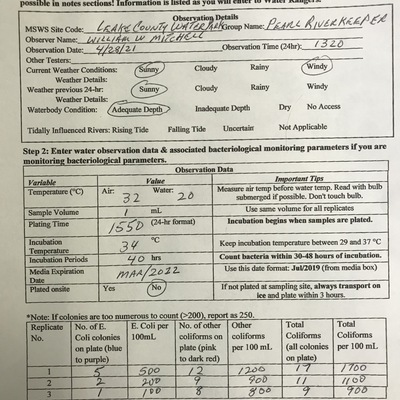 possible in notes sections! Information is listed as you will enter to Water Rangers.
Observation Details
MSWS Site Code: LEAKE COUNTY WATER PARK Group Name: PEARL RIVERKEEPER
Observer Name: WILLIAM W MITCHELL
Observation Date: 4/28/21 Observation Time (24hr): 1320
Other Testers:
Current Weather Conditions: Sunny Cloudy Rainy Windy
Weather Details:
Weather previous 24-hr: Sunny Cloudy Rainy Windy
Weather Details:
Waterbody Condition: Adequate Depth Inadequate Depth Dry No Access
Tidally Influenced Rivers: Rising Tide Falling Tide Uncertain Not Applicable
Step 2: Enter water observation data & associated bacteriological monitoring parameters if you are
monitoring bacteriological parameters.
Observation Data
Variable Value Important Tips
Temperature (°C) Air: 32 Water: 20 Measure air temp before water temp. Read with bulb
submerged if possible. Don't touch bulb.
Sample Volume 1 mL Use same volume for all replicates
Plating Time 1550 (24-hr format) Incubation begins when samples are plated.
Incubation
Temperature 34 °C Keep incubation temperature between 29 and 37 °C
Incubation Periods 40 hrs Count bacteria within 30-48 hours of incubation.
Media Expiration
Date MAR/2022 Use this date format: Jul/2019 (from media box)
Plated onsite Yes No If not plated at sampling site, always transport on
ice and plate within 3 hours.
*Note: If colonies are too numerous to count (>200), report as 250.
Replicate No. of E. E. Coli per No. of other Other Total Total
No. Coli colonies 100mL coliforms on coliforms Coliforms Coliforms
on plate (blue plate (pink per 100 mL (all colonies per 100 mL
to purple) to dark red) on plate)
1 5 500 12 1200 17 1700
2 2 200 9 900 11 1100
3 1 100 8 800 9 900